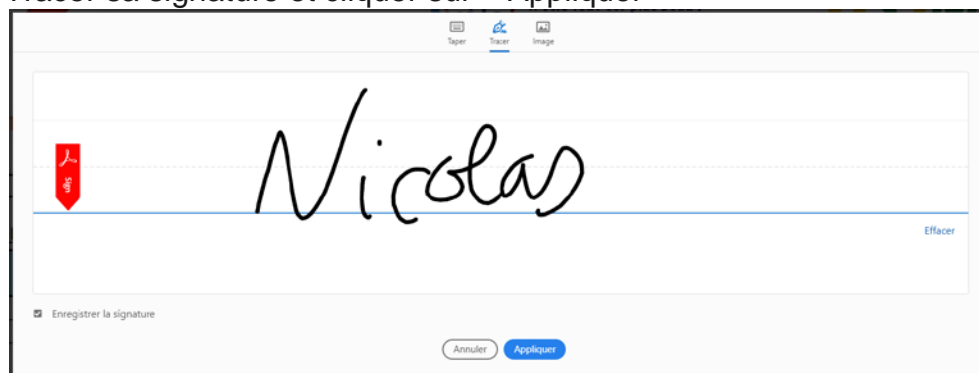 Tracer sa signature et cliquer sur « Appliquer
Taper Tracer Image
Sign
Nicolas
Effacer
Enregistrer la signature
Annuler Appliquer